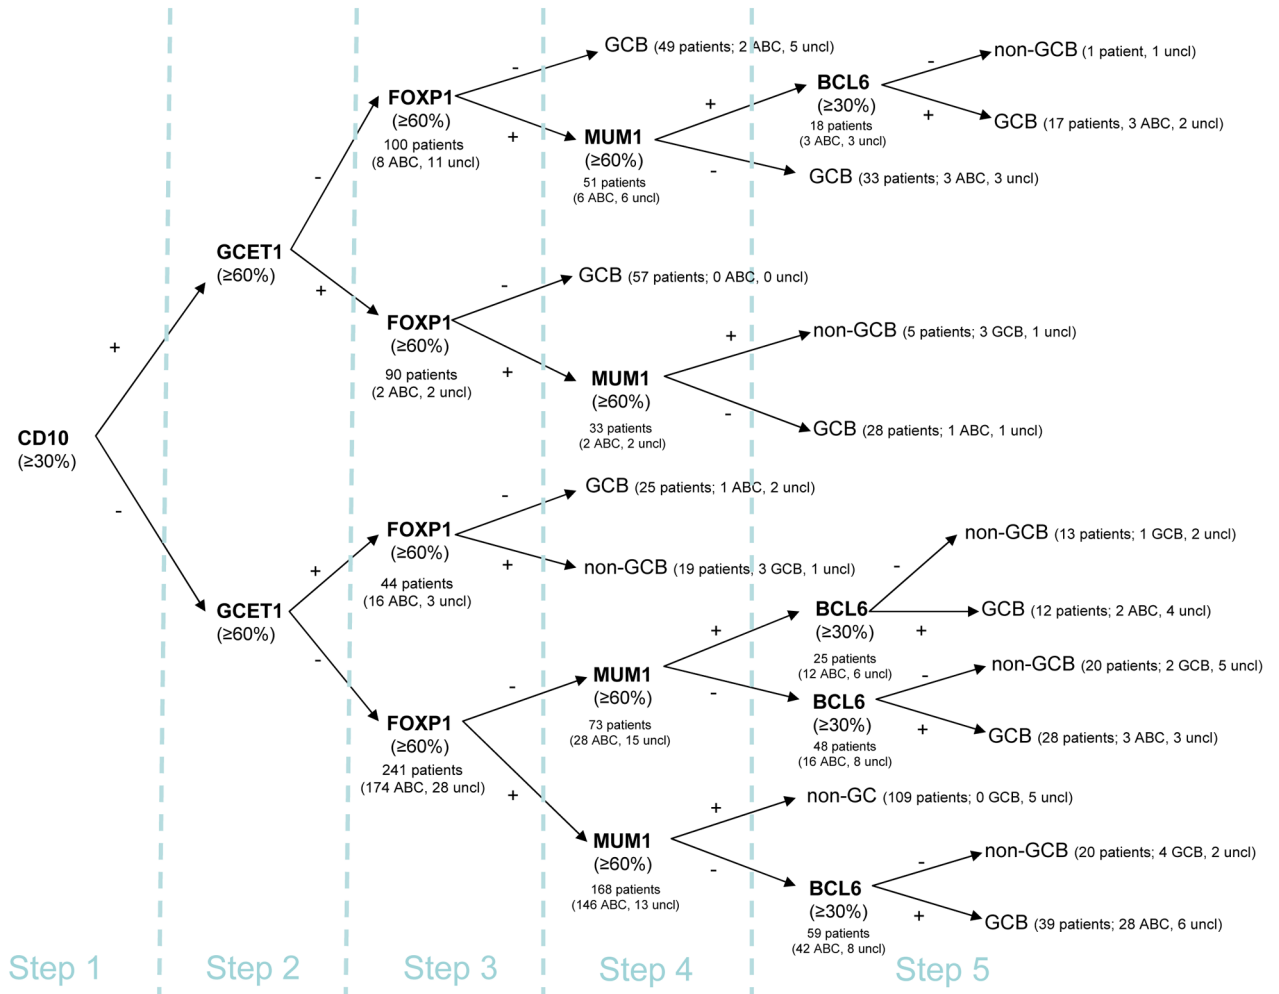 GCB (49 patients; 2 ABC, 5 uncl)
non-GCB (1 patient, 1 uncl)
-
-
BCL6
(≥30%)
18 patients
(3 ABC, 3 uncl)
FOXP1
(≥60%)
100 patients
(8 ABC, 11 uncl)
+
+
+
GCB (17 patients, 3 ABC, 2 uncl)
MUM1
(≥60%)
51 patients
(6 ABC, 6 uncl)
-
-
GCB (33 patients; 3 ABC, 3 uncl)
GCET1
(≥60%)
+
GCB (57 patients; 0 ABC, 0 uncl)
-
FOXP1
(≥60%)
90 patients
(2 ABC, 2 uncl)
+
non-GCB (5 patients; 3 GCB, 1 uncl)
+
+
MUM1
(≥60%)
33 patients
(2 ABC, 2 uncl)
-
GCB (28 patients; 1 ABC, 1 uncl)
CD10
(≥30%)
-
GCB (25 patients; 1 ABC, 2 uncl)
-
FOXP1
(≥60%)
44 patients
(16 ABC, 3 uncl)
+
+
non-GCB (19 patients, 3 GCB, 1 uncl)
non-GCB (13 patients; 1 GCB, 2 uncl)
-
GCET1
(≥60%)
-
BCL6
(≥30%)
25 patients
(12 ABC, 6 uncl)
+
+
GCB (12 patients; 2 ABC, 4 uncl)
non-GCB (20 patients; 2 GCB, 5 uncl)
-
MUM1
(≥60%)
73 patients
(28 ABC, 15 uncl)
-
-
BCL6
(≥30%)
48 patients
(16 ABC, 8 uncl)
+
GCB (28 patients; 3 ABC, 3 uncl)
FOXP1
(≥60%)
241 patients
(174 ABC, 28 uncl)
+
+
non-GC (109 patients; 0 GCB, 5 uncl)
MUM1
(≥60%)
168 patients
(146 ABC, 13 uncl)
-
-
non-GCB (20 patients; 4 GCB, 2 uncl)
BCL6
(≥30%)
59 patients
(42 ABC, 8 uncl)
+
GCB (39 patients; 28 ABC, 6 uncl)
Step 1
Step 2
Step 3
Step 4
Step 5